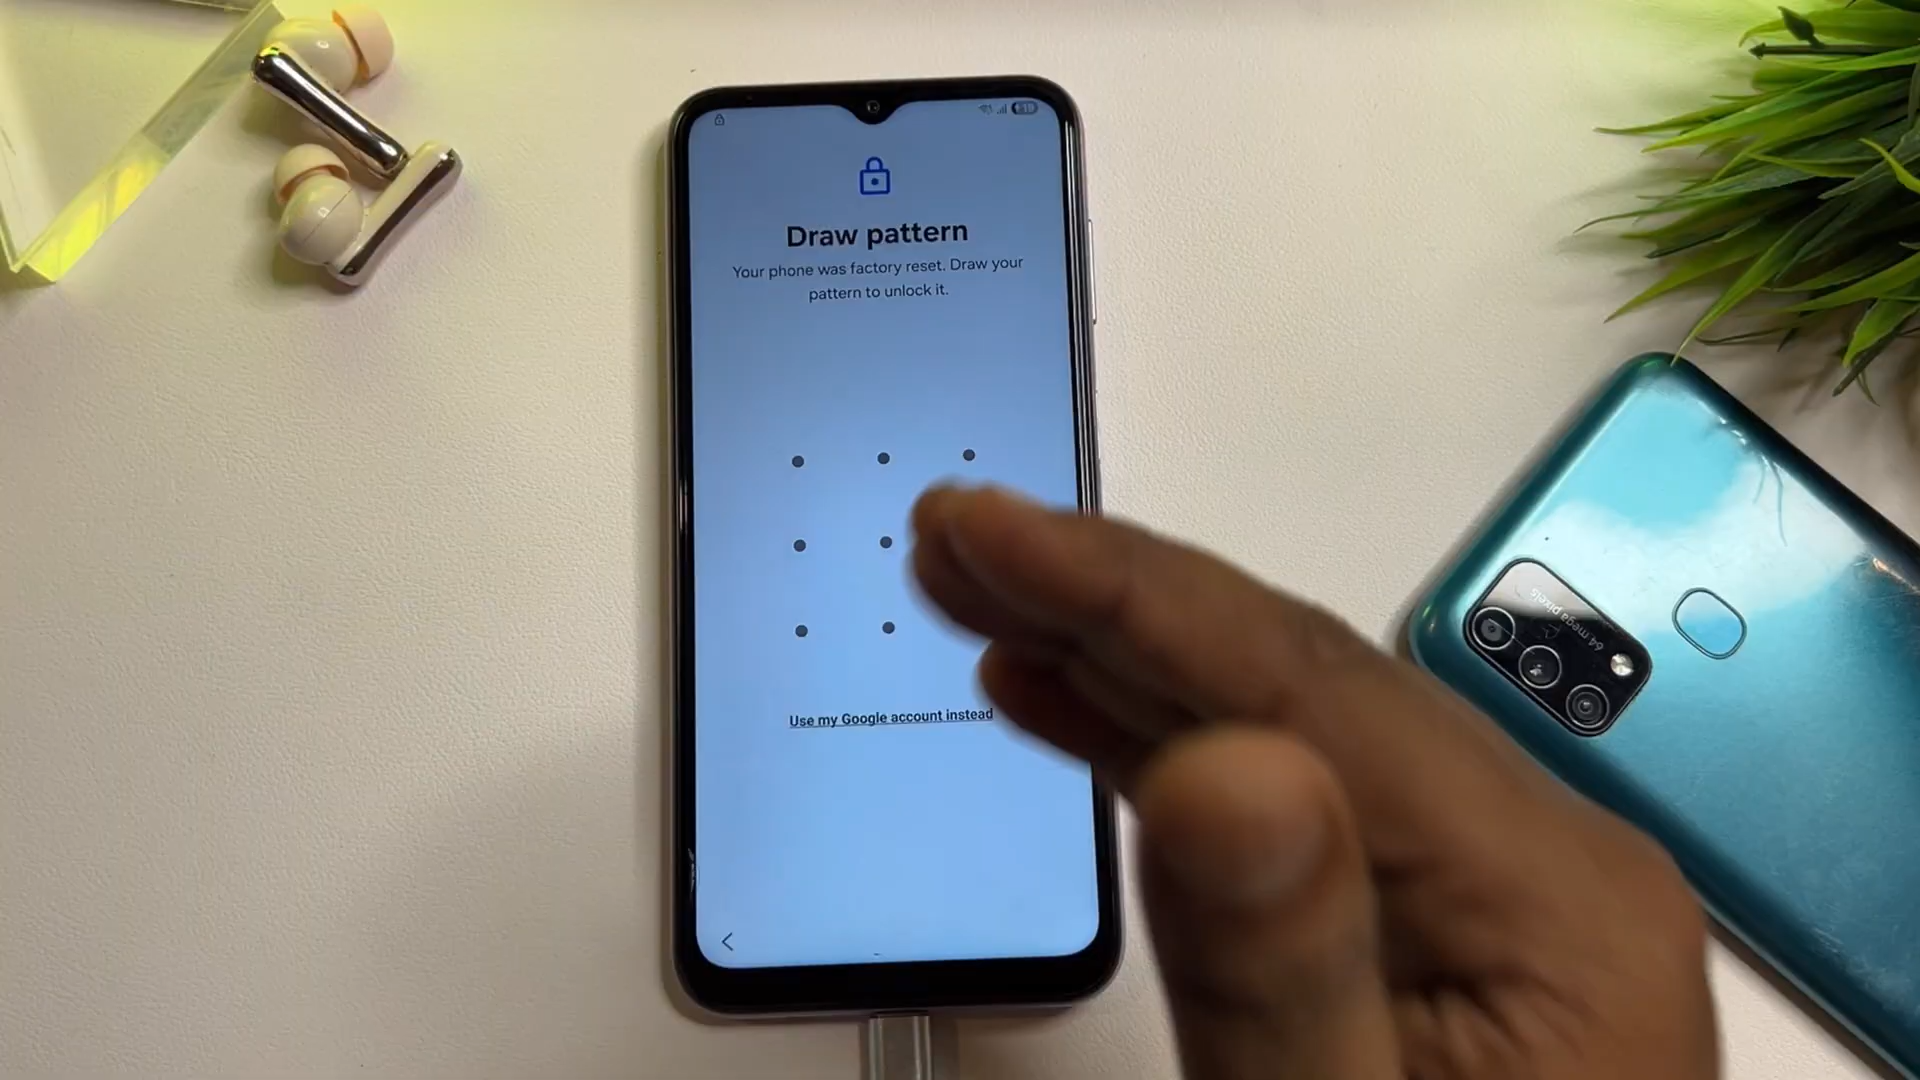 Draw pattern
Your phone was factory reset. Draw your
pattern to unlock it.
Use my Google account instead
64 mega pixels